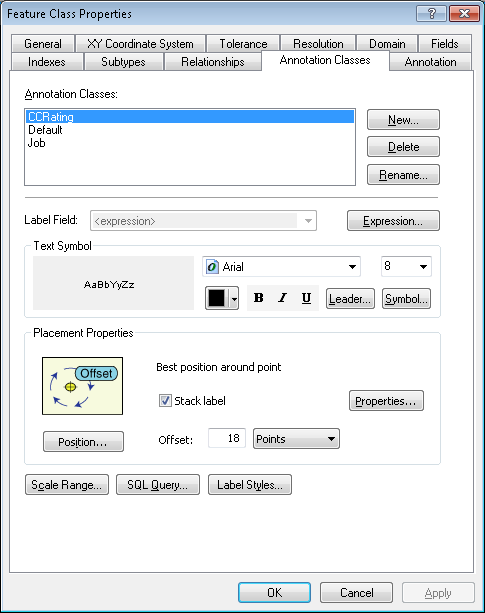 Feature Class Properties
General XY Coordinate System Tolerance Resolution Domain Fields
Indexes Subtypes Relationships Annotation Classes Annotation
Annotation Classes:
CCRating New...
Default
Job Delete
Rename...
Label Field: <expression> Expression...
Text Symbol
AaBbYyZz Arial 8
B I U Leader... Symbol...
Placement Properties
Offset Best position around point
Stack label Properties...
Position... Offset: 18 Points
Scale Range... SQL Query... Label Styles...
OK Cancel Apply